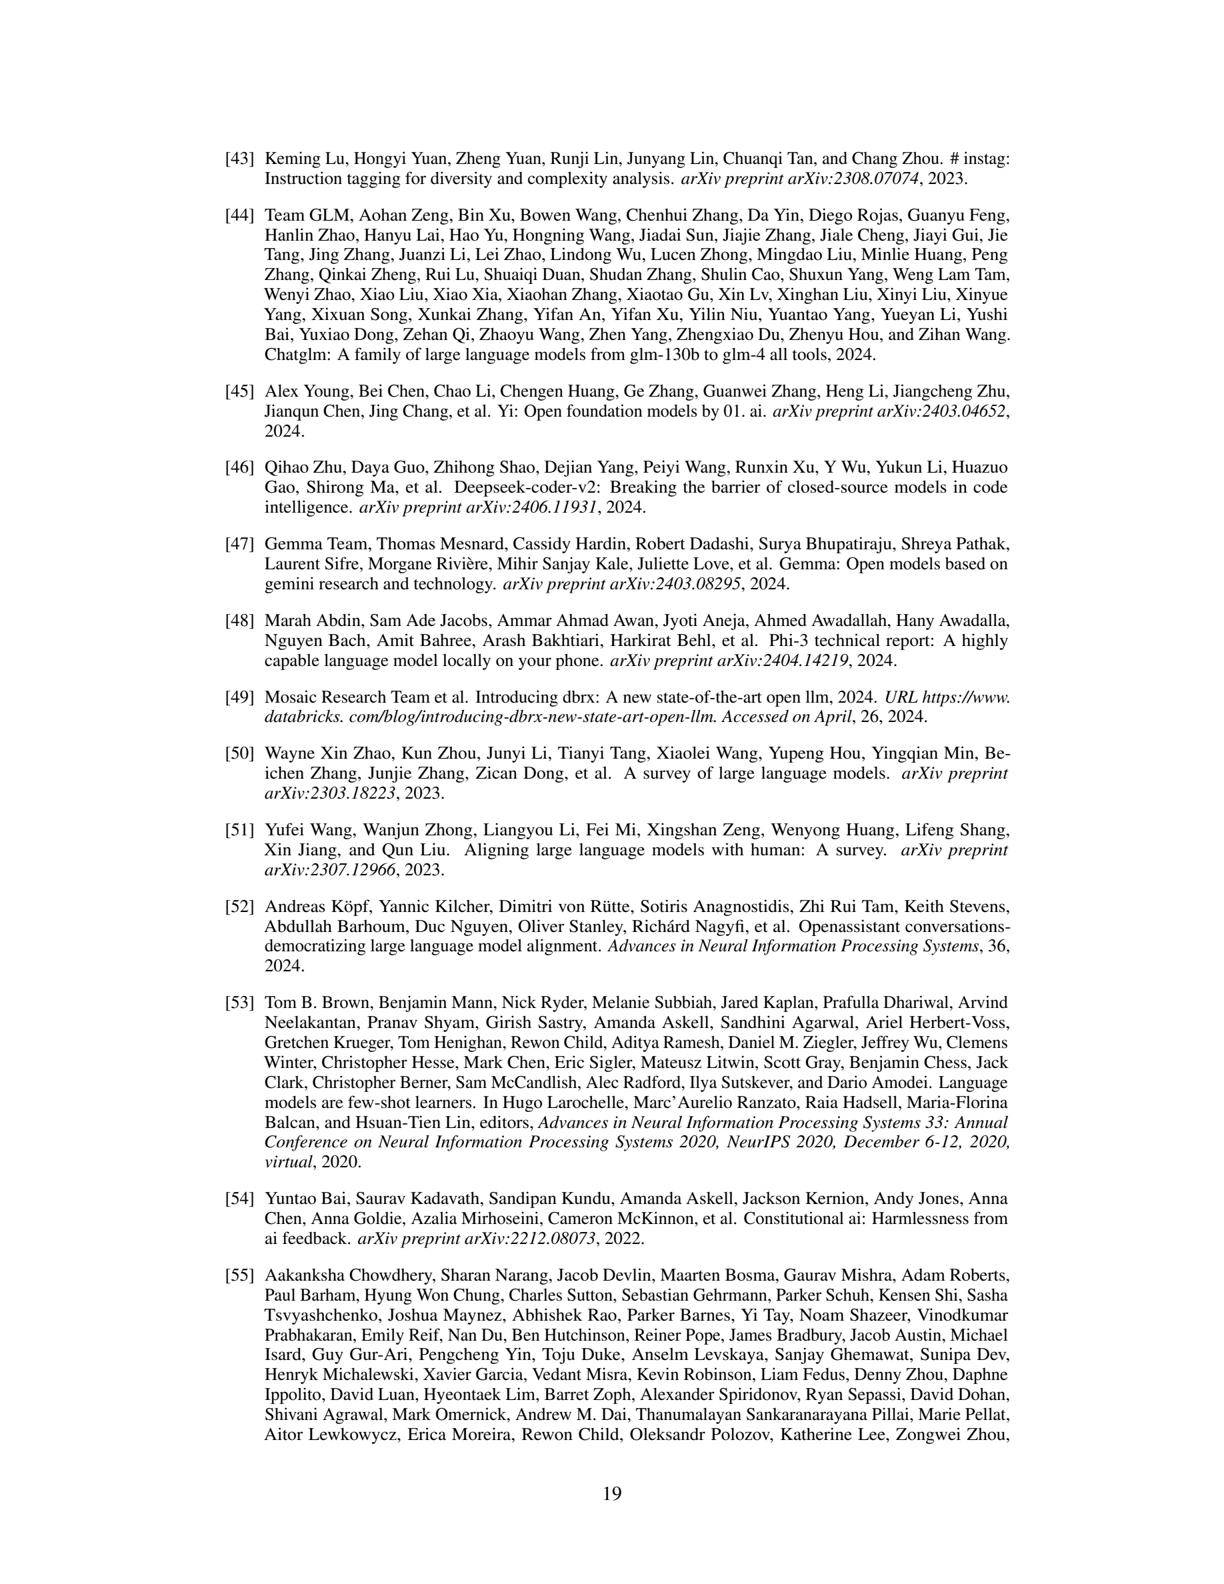 [43] Keming Lu, Hongyi Yuan, Zheng Yuan, Runji Lin, Junyang Lin, Chuanqi Tan, and Chang Zhou. # instag:
Instruction tagging for diversity and complexity analysis. arXiv preprint arXiv:2308.07074, 2023.
[44] Team GLM, Aohan Zeng, Bin Xu, Bowen Wang, Chenhui Zhang, Da Yin, Diego Rojas, Guanyu Feng,
Hanlin Zhao, Hanyu Lai, Hao Yu, Hongning Wang, Jiadai Sun, Jiajie Zhang, Jiale Cheng, Jiayi Gui, Jie
Tang, Jing Zhang, Juanzi Li, Lei Zhao, Lindong Wu, Lucen Zhong, Mingdao Liu, Minlie Huang, Peng
Zhang, Qinkai Zheng, Rui Lu, Shuaiqi Duan, Shudan Zhang, Shulin Cao, Shuxun Yang, Weng Lam Tam,
Wenyi Zhao, Xiao Liu, Xiao Xia, Xiaohan Zhang, Xiaotao Gu, Xin Lv, Xinghan Liu, Xinyi Liu, Xinyue
Yang, Xixuan Song, Xunkai Zhang, Yifan An, Yifan Xu, Yilin Niu, Yuantao Yang, Yueyan Li, Yushi
Bai, Yuxiao Dong, Zehan Qi, Zhaoyu Wang, Zhen Yang, Zhengxiao Du, Zhenyu Hou, and Zihan Wang.
Chatglm: A family of large language models from glm-130b to glm-4 all tools, 2024.
[45] Alex Young, Bei Chen, Chao Li, Chengen Huang, Ge Zhang, Guanwei Zhang, Heng Li, Jiangcheng Zhu,
Jianqun Chen, Jing Chang, et al. Yi: Open foundation models by 01. ai. arXiv preprint arXiv:2403.04652,
2024.
[46] Qihao Zhu, Daya Guo, Zhihong Shao, Dejian Yang, Peiyi Wang, Runxin Xu, Y Wu, Yukun Li, Huazuo
Gao, Shirong Ma, et al. Deepseek-coder-v2: Breaking the barrier of closed-source models in code
intelligence. arXiv preprint arXiv:2406.11931, 2024.
[47] Gemma Team, Thomas Mesnard, Cassidy Hardin, Robert Dadashi, Surya Bhupatiraju, Shreya Pathak,
Laurent Sifre, Morgane Rivière, Mihir Sanjay Kale, Juliette Love, et al. Gemma: Open models based on
gemini research and technology. arXiv preprint arXiv:2403.08295, 2024.
[48] Marah Abdin, Sam Ade Jacobs, Ammar Ahmad Awan, Jyoti Aneja, Ahmed Awadallah, Hany Awadalla,
Nguyen Bach, Amit Bahree, Arash Bakhtiari, Harkirat Behl, et al. Phi-3 technical report: A highly
capable language model locally on your phone. arXiv preprint arXiv:2404.14219, 2024.
[49] Mosaic Research Team et al. Introducing dbrx: A new state-of-the-art open llm, 2024. URL https://www.
databricks. com/blog/introducing-dbrx-new-state-art-open-llm. Accessed on April, 26, 2024.
[50] Wayne Xin Zhao, Kun Zhou, Junyi Li, Tianyi Tang, Xiaolei Wang, Yupeng Hou, Yingqian Min, Be-
ichen Zhang, Junjie Zhang, Zican Dong, et al. A survey of large language models. arXiv preprint
arXiv:2303.18223, 2023.
[51] Yufei Wang, Wanjun Zhong, Liangyou Li, Fei Mi, Xingshan Zeng, Wenyong Huang, Lifeng Shang,
Xin Jiang, and Qun Liu. Aligning large language models with human: A survey. arXiv preprint
arXiv:2307.12966, 2023.
[52] Andreas Köpf, Yannic Kilcher, Dimitri von Rütte, Sotiris Anagnostidis, Zhi Rui Tam, Keith Stevens,
Abdullah Barhoum, Duc Nguyen, Oliver Stanley, Richárd Nagyfi, et al. Openassistant conversations-
democratizing large language model alignment. Advances in Neural Information Processing Systems, 36,
2024.
[53] Tom B. Brown, Benjamin Mann, Nick Ryder, Melanie Subbiah, Jared Kaplan, Prafulla Dhariwal, Arvind
Neelakantan, Pranav Shyam, Girish Sastry, Amanda Askell, Sandhini Agarwal, Ariel Herbert-Voss,
Gretchen Krueger, Tom Henighan, Rewon Child, Aditya Ramesh, Daniel M. Ziegler, Jeffrey Wu, Clemens
Winter, Christopher Hesse, Mark Chen, Eric Sigler, Mateusz Litwin, Scott Gray, Benjamin Chess, Jack
Clark, Christopher Berner, Sam McCandlish, Alec Radford, Ilya Sutskever, and Dario Amodei. Language
models are few-shot learners. In Hugo Larochelle, Marc'Aurelio Ranzato, Raia Hadsell, Maria-Florina
Balcan, and Hsuan-Tien Lin, editors, Advances in Neural Information Processing Systems 33: Annual
Conference on Neural Information Processing Systems 2020, NeurIPS 2020, December 6-12, 2020,
virtual, 2020.
[54] Yuntao Bai, Saurav Kadavath, Sandipan Kundu, Amanda Askell, Jackson Kernion, Andy Jones, Anna
Chen, Anna Goldie, Azalia Mirhoseini, Cameron McKinnon, et al. Constitutional ai: Harmlessness from
ai feedback. arXiv preprint arXiv:2212.08073, 2022.
[55] Aakanksha Chowdhery, Sharan Narang, Jacob Devlin, Maarten Bosma, Gaurav Mishra, Adam Roberts,
Paul Barham, Hyung Won Chung, Charles Sutton, Sebastian Gehrmann, Parker Schuh, Kensen Shi, Sasha
Tsvyashchenko, Joshua Maynez, Abhishek Rao, Parker Barnes, Yi Tay, Noam Shazeer, Vinodkumar
Prabhakaran, Emily Reif, Nan Du, Ben Hutchinson, Reiner Pope, James Bradbury, Jacob Austin, Michael
Isard, Guy Gur-Ari, Pengcheng Yin, Toju Duke, Anselm Levskaya, Sanjay Ghemawat, Sunipa Dev,
Henryk Michalewski, Xavier Garcia, Vedant Misra, Kevin Robinson, Liam Fedus, Denny Zhou, Daphne
Ippolito, David Luan, Hyeontaek Lim, Barret Zoph, Alexander Spiridonov, Ryan Sepassi, David Dohan,
Shivani Agrawal, Mark Omernick, Andrew M. Dai, Thanumalayan Sankaranarayana Pillai, Marie Pellat,
Aitor Lewkowycz, Erica Moreira, Rewon Child, Oleksandr Polozov, Katherine Lee, Zongwei Zhou,
19